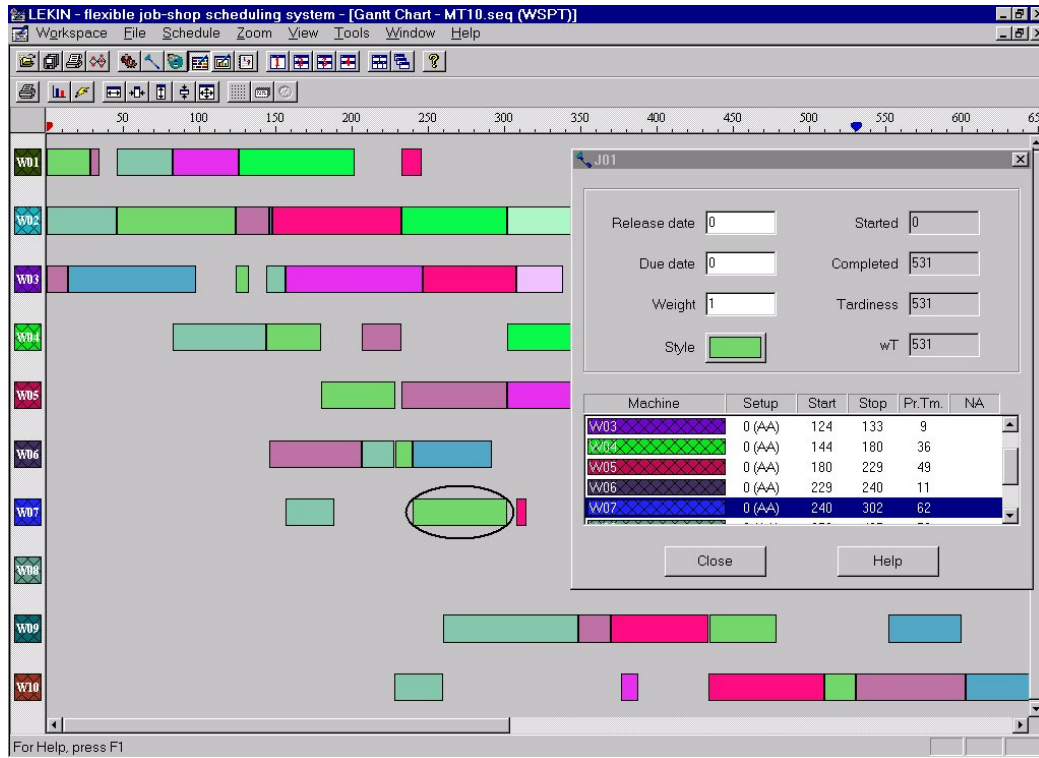 LEKIN - flexible job-shop scheduling system - [Gantt Chart - MT10.seq (WSPT)]
Workspace File Schedule Zoom View Tools Window Help
50 100 150 200 250 300 350 400 450 500 550 600 65
W01
J01
Release date 0 Started 0
W02
Due date 0 Completed 531
W03
Weight 1 Tardiness 531
W04
Style wT 531
W05
Machine Setup Start Stop Pr.Tm. NA
W03 0 (AA) 124 133 9
W04 0 (AA) 144 180 36
W05 0 (AA) 180 229 49
W06
W06 0 (AA) 229 240 11
W07
W07 0 (AA) 240 302 62
W08
Close Help
W09
W10
For Help, press F1